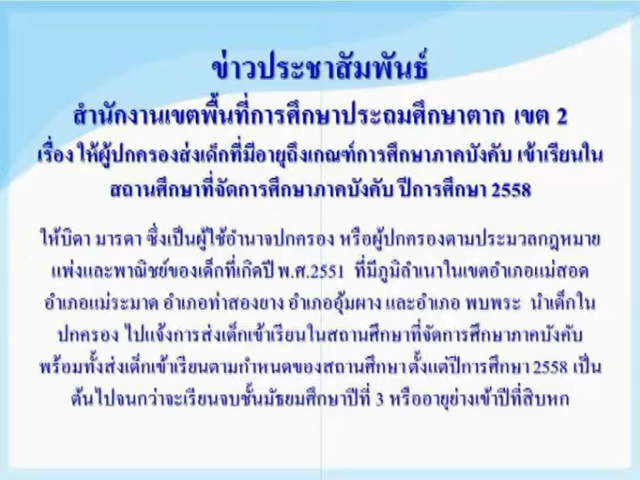 ข่าวประชาสัมพันธ์
สำนักงานเขตพื้นที่การศึกษาประถมศึกษาตาก เขต 2
เรื่อง ให้ผู้ปกครองส่งเด็กที่มีอายุถึงเกณฑ์การศึกษาภาคบังคับ เข้าเรียนใน
สถานศึกษาที่จัดการศึกษาภาคบังคับ ปีการศึกษา 2558
ให้บิดา มารดา ซึ่งเป็นผู้ใช้อำนาจปกครอง หรือผู้ปกครองตามประมวลกฎหมาย
แพ่งและพาณิชย์ของเด็กที่เกิดปี พ.ศ.2551 ที่มีภูมิลำเนาในเขตอำเภอแม่สอด
อำเภอแม่ระมาด อำเภอท่าสองยาง อำเภออุ้มผาง และอำเภอ พบพระ นำเด็กใน
ปกครอง ไปแจ้งการส่งเด็กเข้าเรียนในสถานศึกษาที่จัดการศึกษาภาคบังคับ
พร้อมทั้งส่งเด็กเข้าเรียนตามกำหนดของสถานศึกษา ตั้งแต่ปีการศึกษา 2558 เป็น
ต้นไปจนกว่าจะเรียนจบชั้นมัธยมศึกษาปีที่ 3 หรืออายุย่างเข้าปีที่สิบหก